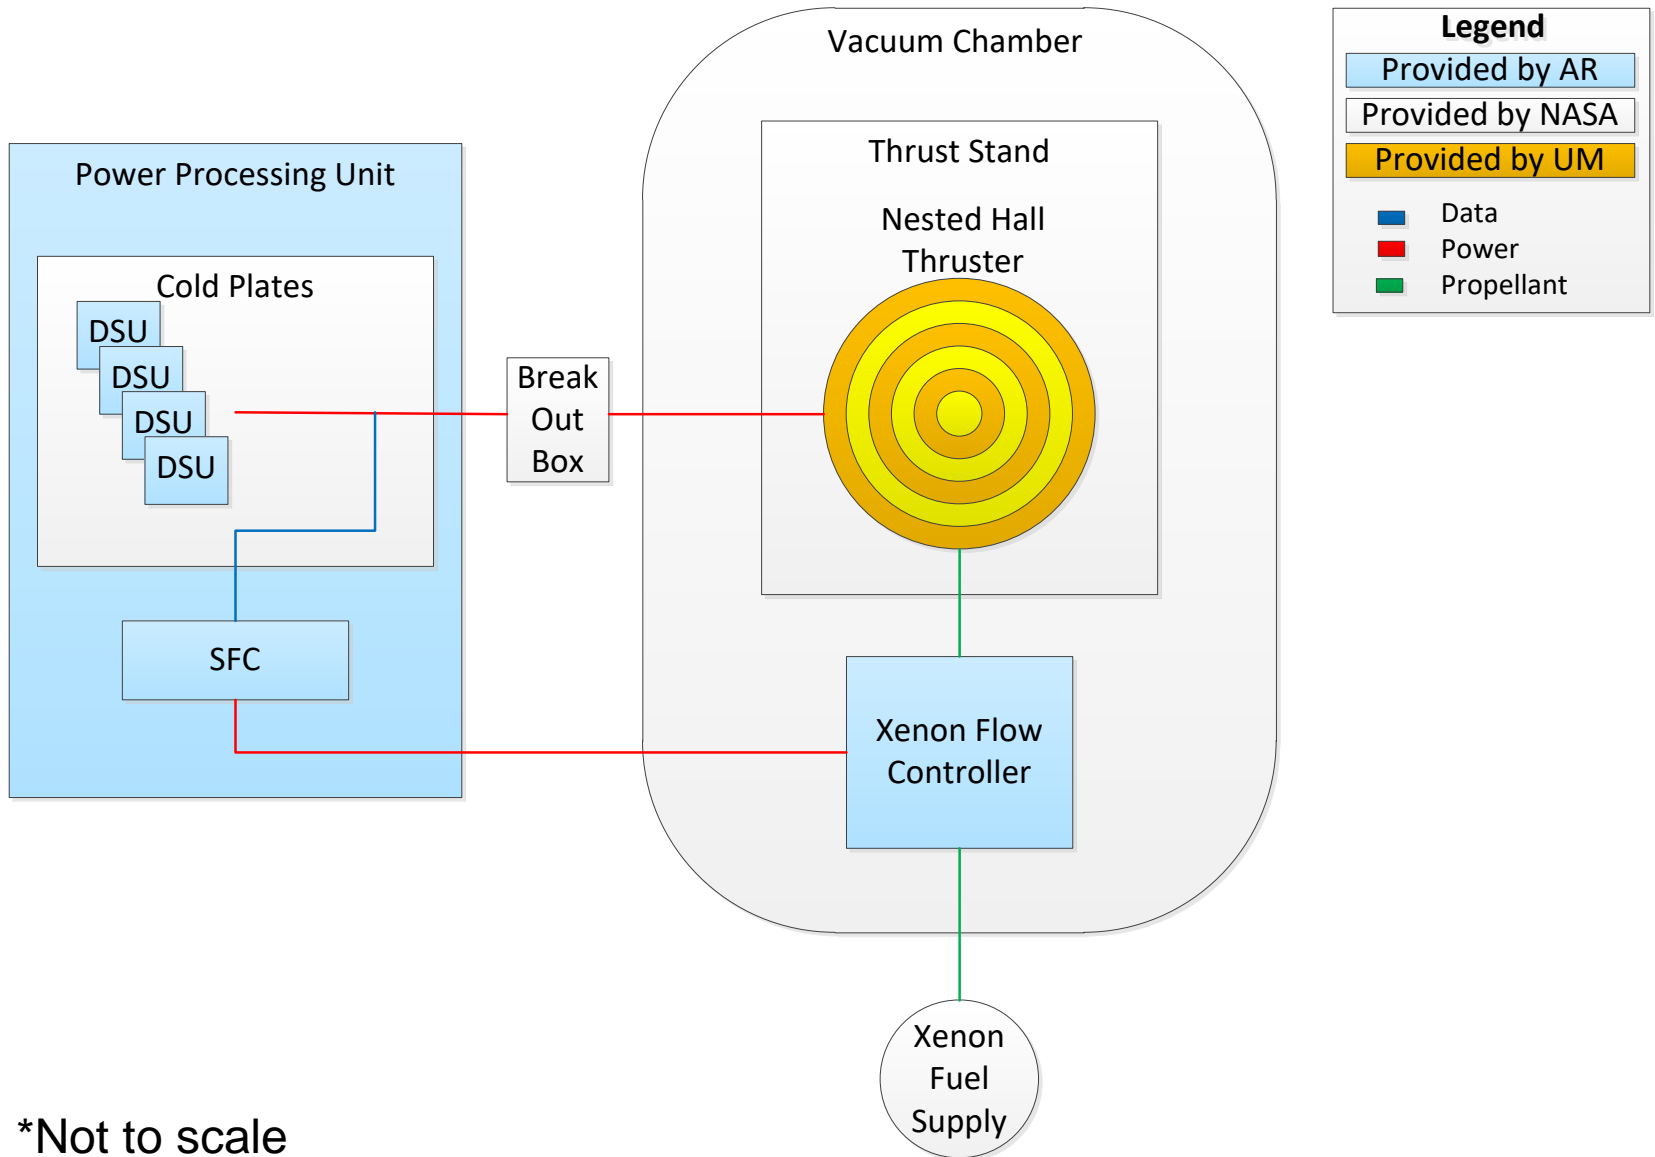 Vacuum Chamber
Legend
Provided by AR
Provided by NASA
Provided by UM
Data
Power
Propellant
Power Processing Unit
Cold Plates
DSU
DSU
DSU
DSU
SFC
Break
Out
Box
Thrust Stand
Nested Hall
Thruster
Xenon Flow
Controller
Xenon
Fuel
Supply
*Not to scale